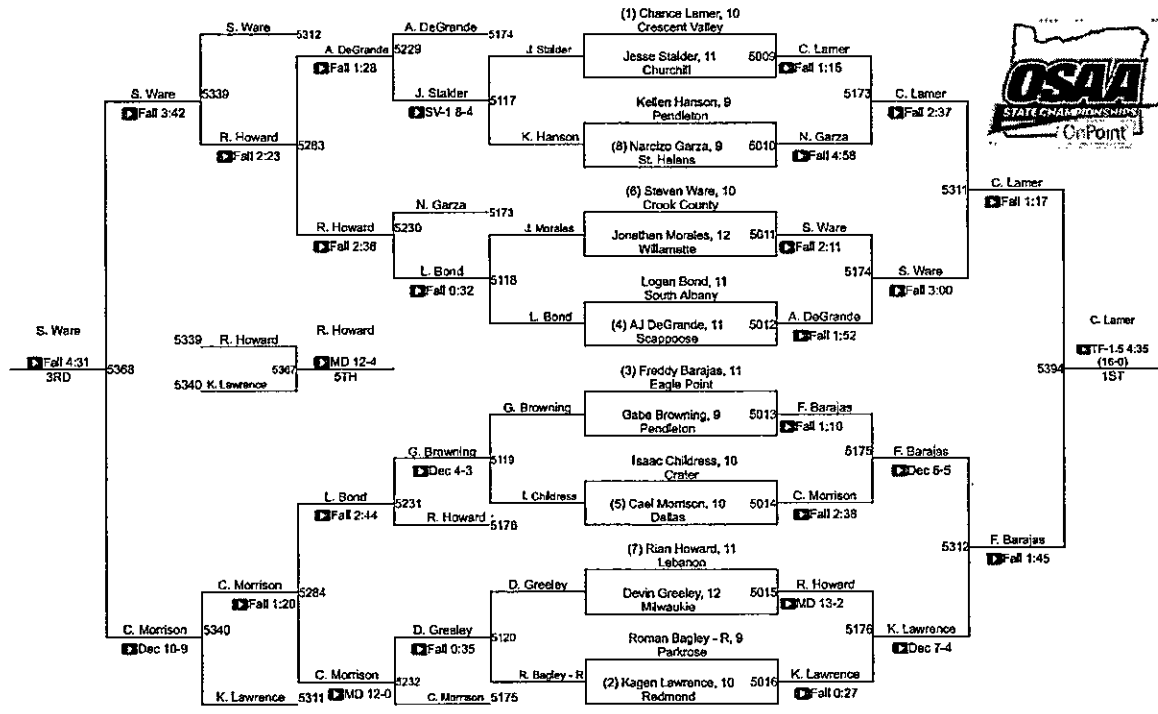 S. Ware
5312
A. DeGrande
5229
Fall 1:28
A. DeGrande
5174
J. Stalder
SV-1 8-4
J. Stalder
5117
K. Hanson
(1) Chance Lamer, 10
Crescent Valley
Jesse Stalder, 11
Churchill
5009
C. Lamer
Fall 1:15
5173
C. Lamer
Fall 2:37
Kellen Hanson, 9
Pendleton
(8) Narcizo Garza, 9
St. Helens
5010
N. Garza
Fall 4:58
OSAA
STATE CHAMPIONSHIPS
OnPoint
S. Ware
Fall 3:42
5339
R. Howard
Fall 2:23
5283
R. Howard
Fall 2:36
N. Garza
5173
5230
L. Bond
Fall 0:32
J. Morales
5118
L. Bond
(6) Steven Ware, 10
Crook County
Jonathan Morales, 12
Willamette
5011
S. Ware
Fall 2:11
5174
S. Ware
Fall 3:00
Logan Bond, 11
South Albany
(4) AJ DeGrande, 11
Scappoose
5012
A. DeGrande
Fall 1:52
5311
C. Lamer
Fall 1:17
S. Ware
Fall 4:31
3RD
5368
5339
R. Howard
5340
K. Lawrence
5367
R. Howard
MD 12-4
5TH
5394
C. Lamer
TF-1.5 4:35
(16-0)
1ST
G. Browning
Dec 4-3
G. Browning
5119
I. Childress
(3) Freddy Barajas, 11
Eagle Point
Gabe Browning, 9
Pendleton
5013
F. Barajas
Fall 1:10
5175
F. Barajas
Dec 6-5
Isaac Childress, 10
Crater
(5) Cael Morrison, 10
Dallas
5014
C. Morrison
Fall 2:38
L. Bond
Fall 2:44
5231
R. Howard
5176
5312
F. Barajas
Fall 1:45
C. Morrison
Dec 10-9
5340
C. Morrison
Fall 1:20
5284
C. Morrison
MD 12-0
5232
D. Greeley
Fall 0:35
C. Morrison
5175
D. Greeley
5120
R. Bagley - R
(7) Rian Howard, 11
Lebanon
Devin Greeley, 12
Milwaukie
5015
R. Howard
MD 13-2
5176
K. Lawrence
Dec 7-4
Roman Bagley - R, 9
Parkrose
(2) Kagen Lawrence, 10
Redmond
5016
K. Lawrence
Fall 0:27
K. Lawrence
5311